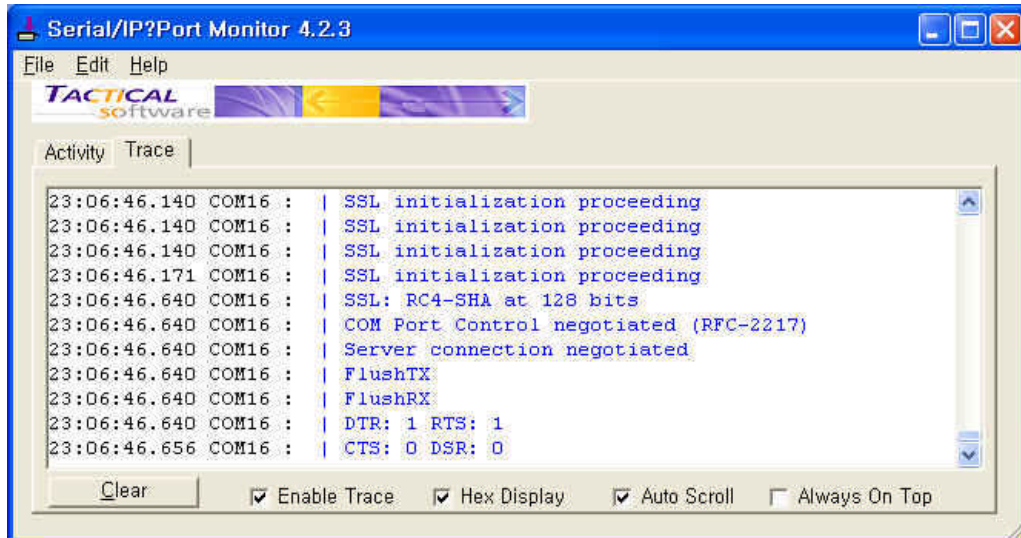 Serial/IP?Port Monitor 4.2.3
File Edit Help
TACTICAL
software
Activity Trace
23:06:46.140 COM16 : | SSL initialization proceeding
23:06:46.140 COM16 : | SSL initialization proceeding
23:06:46.140 COM16 : | SSL initialization proceeding
23:06:46.171 COM16 : | SSL initialization proceeding
23:06:46.640 COM16 : | SSL: RC4-SHA at 128 bits
23:06:46.640 COM16 : | COM Port Control negotiated (RFC-2217)
23:06:46.640 COM16 : | Server connection negotiated
23:06:46.640 COM16 : | FlushTX
23:06:46.640 COM16 : | FlushRX
23:06:46.640 COM16 : | DTR: 1 RTS: 1
23:06:46.656 COM16 : | CTS: 0 DSR: 0
Clear Enable Trace Hex Display Auto Scroll Always On Top